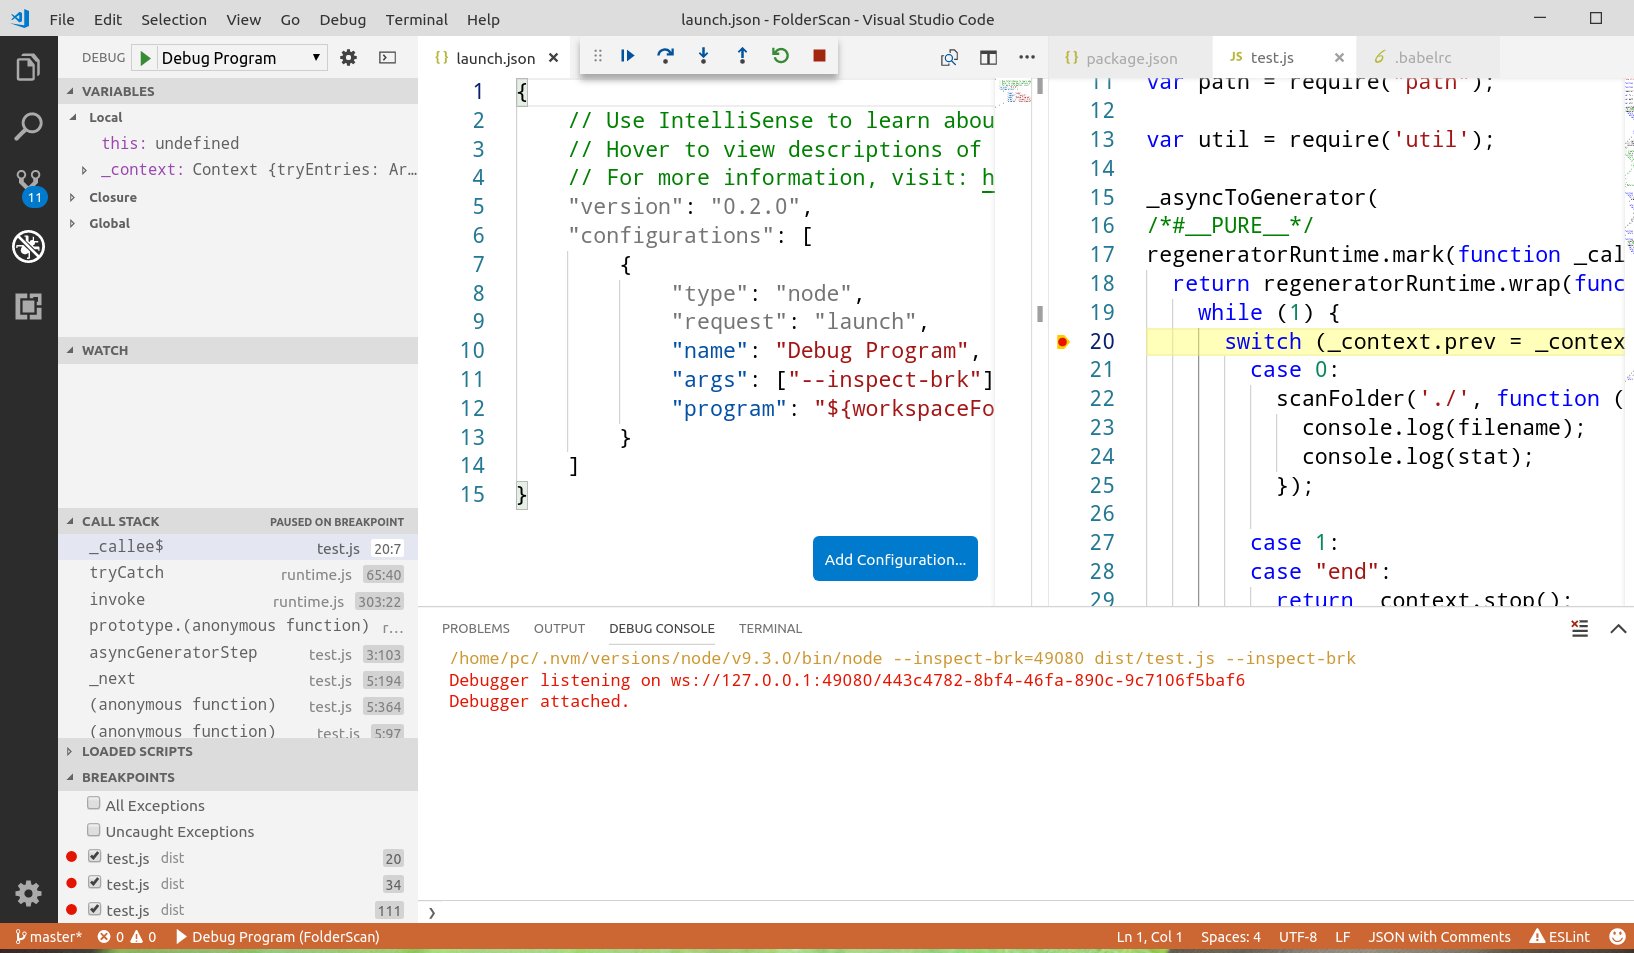 File Edit Selection View Go Debug Terminal Help launch.json - FolderScan - Visual Studio Code
DEBUG Debug Program
VARIABLES
Local
this: undefined
_context: Context {tryEntries: Ar…
Closure
Global
WATCH
CALL STACK PAUSED ON BREAKPOINT
_callee$ test.js 20:7
tryCatch runtime.js 65:40
invoke runtime.js 303:22
prototype.(anonymous function) r…
asyncGeneratorStep test.js 3:103
_next test.js 5:194
(anonymous function) test.js 5:364
(anonymous function) test.js 5:97
LOADED SCRIPTS
BREAKPOINTS
All Exceptions
Uncaught Exceptions
test.js dist 20
test.js dist 34
test.js dist 111
11
{} launch.json ×
1 {
2 // Use IntelliSense to learn abou
3 // Hover to view descriptions of
4 // For more information, visit: h
5 "version": "0.2.0",
6 "configurations": [
7 {
8 "type": "node",
9 "request": "launch",
10 "name": "Debug Program",
11 "args": ["--inspect-brk"]
12 "program": "${workspaceFo
13 }
14 ]
15 }
Add Configuration...
{} package.json JS test.js × 6 .babelrc
11 var path = require("path");
12
13 var util = require('util');
14
15 _asyncToGenerator(
16 /*#__PURE__*/
17 regeneratorRuntime.mark(function _cal
18 return regeneratorRuntime.wrap(func
19 while (1) {
20 switch (_context.prev = _contex
21 case 0:
22 scanFolder('./', function (
23 console.log(filename);
24 console.log(stat);
25 });
26
27 case 1:
28 case "end":
29 return _context.stop();
PROBLEMS OUTPUT DEBUG CONSOLE TERMINAL
/home/pc/.nvm/versions/node/v9.3.0/bin/node --inspect-brk=49080 dist/test.js --inspect-brk
Debugger listening on ws://127.0.0.1:49080/443c4782-8bf4-46fa-890c-9c7106f5baf6
Debugger attached.
master* 0 0 Debug Program (FolderScan) Ln 1, Col 1 Spaces: 4 UTF-8 LF JSON with Comments ESLint